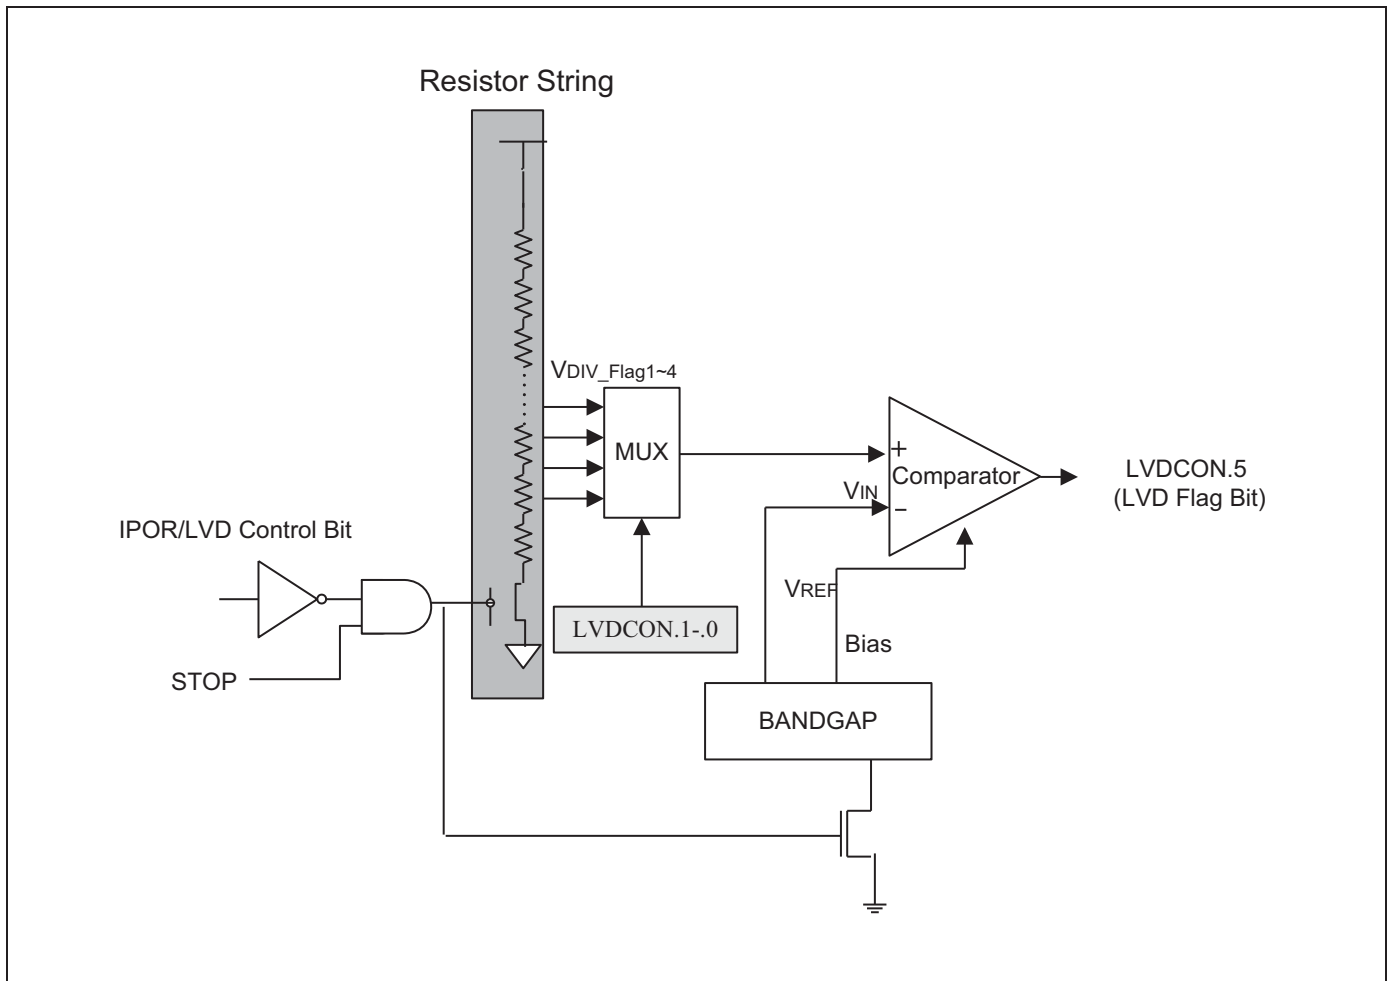 Resistor String
VDIV_Flag1~4
MUX
+
Comparator
VIN
−
LVDCON.5
(LVD Flag Bit)
IPOR/LVD Control Bit
STOP
LVDCON.1-.0
VREF
Bias
BANDGAP